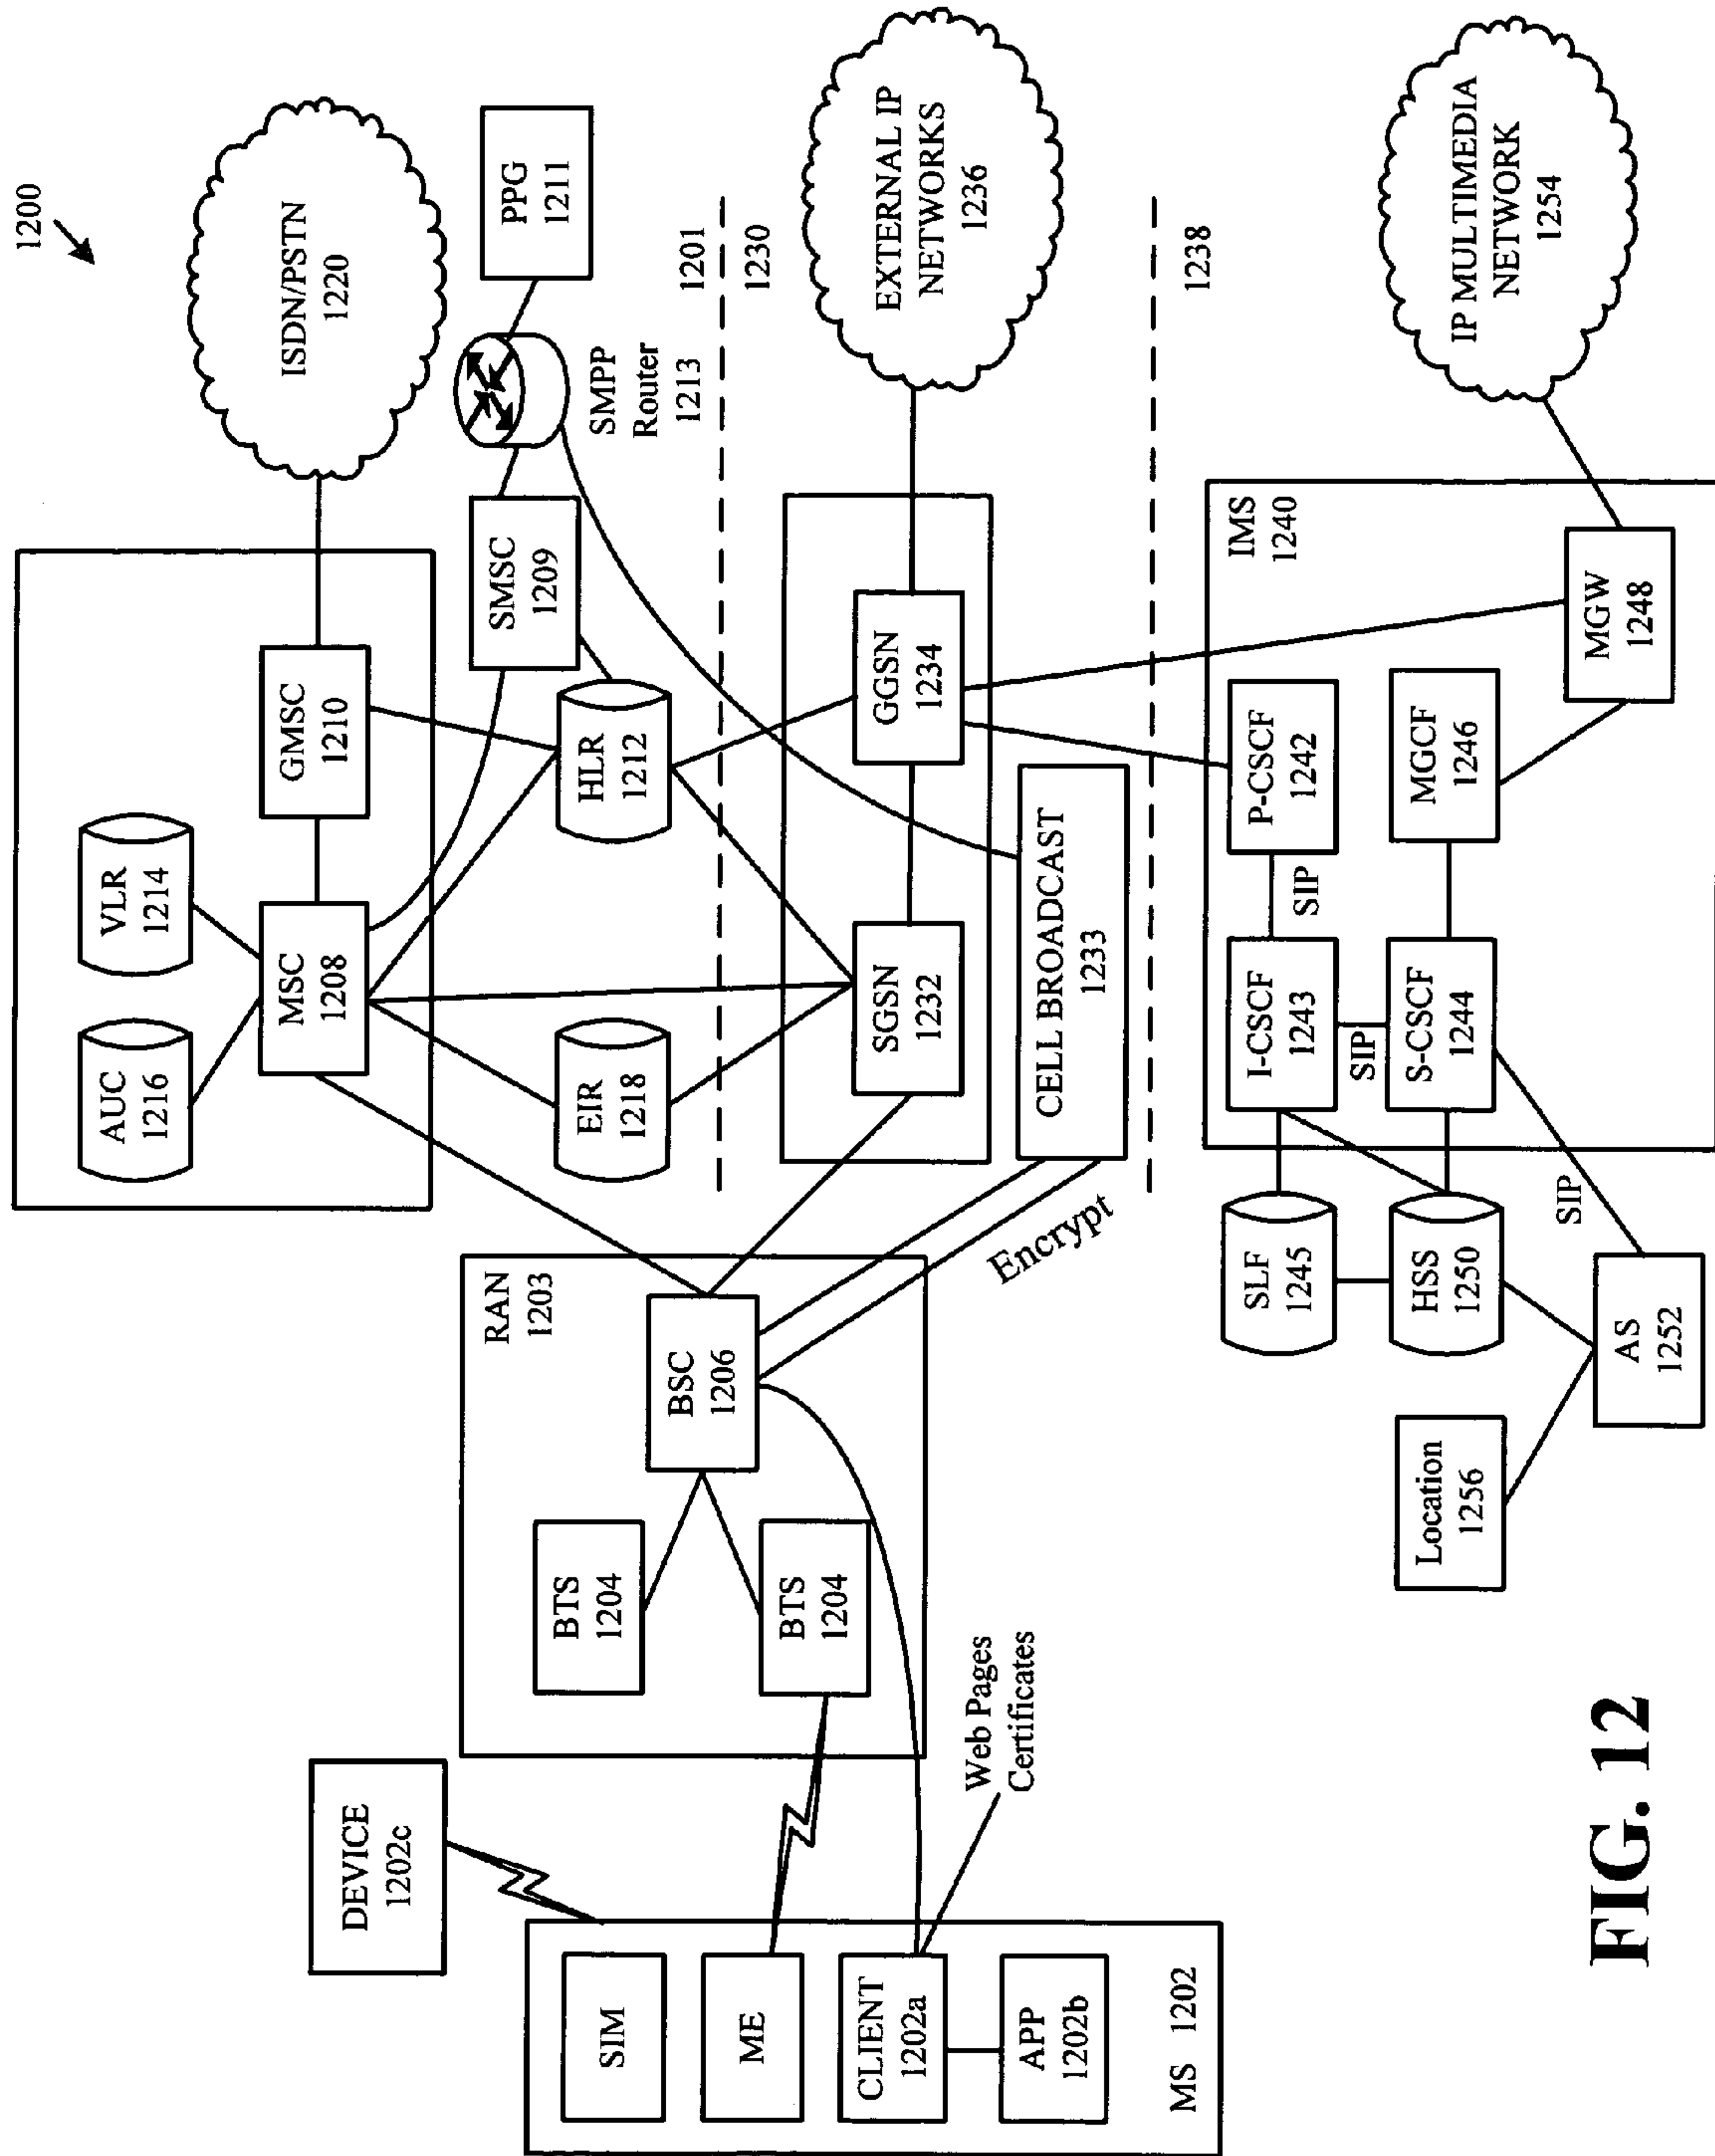 1200
ISDN/PSTN
1220
AUC
1216
VLR
1214
MSC
1208
GMSC
1210
SMSC
1209
PPG
1211
SMPP
Router
1213
EIR
1218
HLR
1212
1201
1230
DEVICE
1202c
RAN
1203
BTS
1204
BTS
1204
BSC
1206
SIM
ME
CLIENT
1202a
APP
1202b
MS 1202
Web Pages
Certificates
SGSN
1232
GGSN
1234
EXTERNAL IP
NETWORKS
1236
CELL BROADCAST
1233
Encrypt
1238
IMS
1240
P-CSCF
1242
SIP
I-CSCF
1243
SIP
S-CSCF
1244
MGCF
1246
MGW
1248
IP MULTIMEDIA
NETWORK
1254
SLF
1245
HSS
1250
SIP
AS
1252
Location
1256
FIG. 12